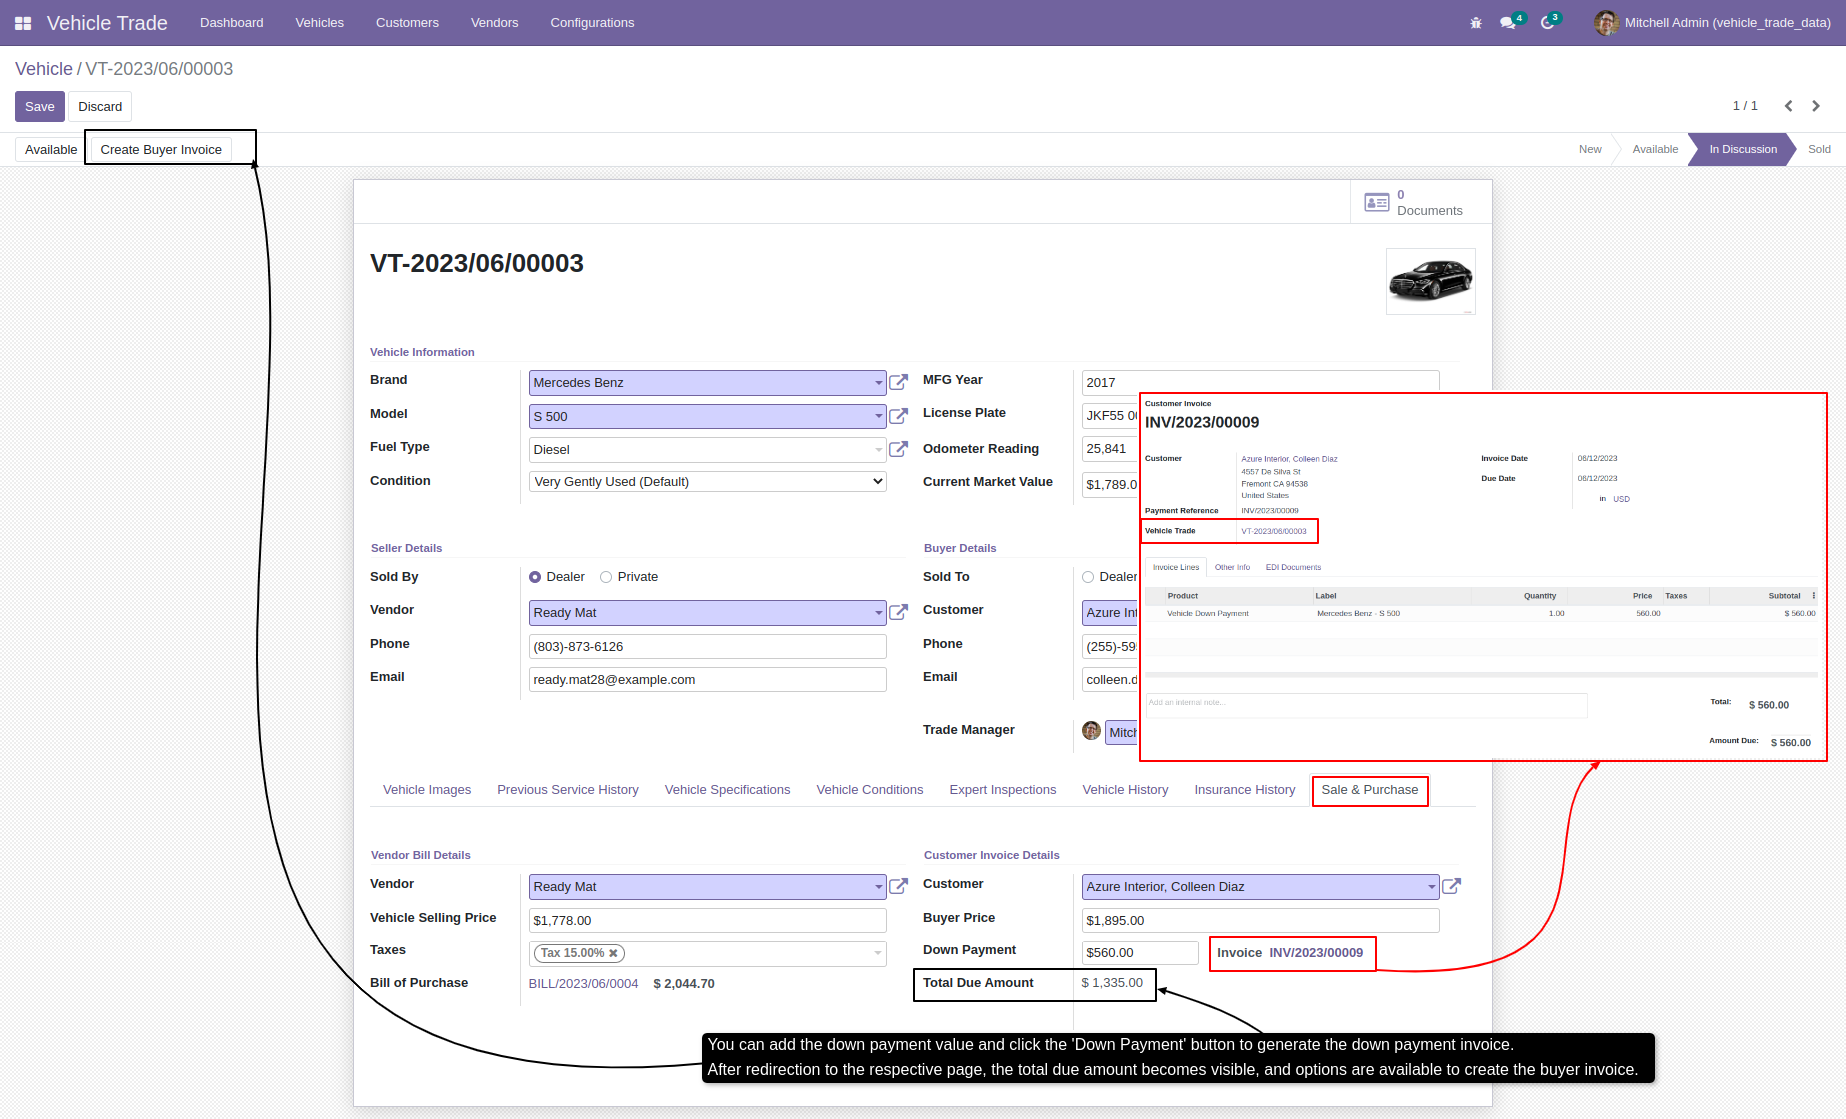 Vehicle Trade Dashboard Vehicles Customers Vendors Configurations 4 3 Mitchell Admin (vehicle_trade_data)
Vehicle / VT-2023/06/00003
Save Discard 1 / 1
Available Create Buyer Invoice New Available In Discussion Sold
0
Documents
VT-2023/06/00003
Vehicle Information
Brand Mercedes Benz
Model S 500
Fuel Type Diesel
Condition Very Gently Used (Default)
MFG Year 2017
License Plate JKF55
Odometer Reading 25,841
Current Market Value $1,789.0
Seller Details
Sold By Dealer Private
Vendor Ready Mat
Phone (803)-873-6126
Email ready.mat28@example.com
Buyer Details
Sold To Dealer
Customer Azure Int
Phone (255)-59
Email colleen.d
Trade Manager Mitch
Customer Invoice
INV/2023/00009
Customer Azure Interior, Colleen Diaz
4557 De Silva St
Fremont CA 94538
United States
Payment Reference INV/2023/00009
Vehicle Trade VT-2023/06/00003
Invoice Date 06/12/2023
Due Date 06/12/2023
in USD
Invoice Lines Other Info EDI Documents
Product Label Quantity Price Taxes Subtotal
Vehicle Down Payment Mercedes Benz - S 500 1.00 560.00 $ 560.00
Add an internal note...
Total: $ 560.00
Amount Due: $ 560.00
Vehicle Images Previous Service History Vehicle Specifications Vehicle Conditions Expert Inspections Vehicle History Insurance History Sale & Purchase
Vendor Bill Details
Vendor Ready Mat
Vehicle Selling Price $1,778.00
Taxes Tax 15.00% ✖
Bill of Purchase BILL/2023/06/0004 $ 2,044.70
Customer Invoice Details
Customer Azure Interior, Colleen Diaz
Buyer Price $1,895.00
Down Payment $560.00 Invoice INV/2023/00009
Total Due Amount $ 1,335.00
You can add the down payment value and click the 'Down Payment' button to generate the down payment invoice.
After redirection to the respective page, the total due amount becomes visible, and options are available to create the buyer invoice.